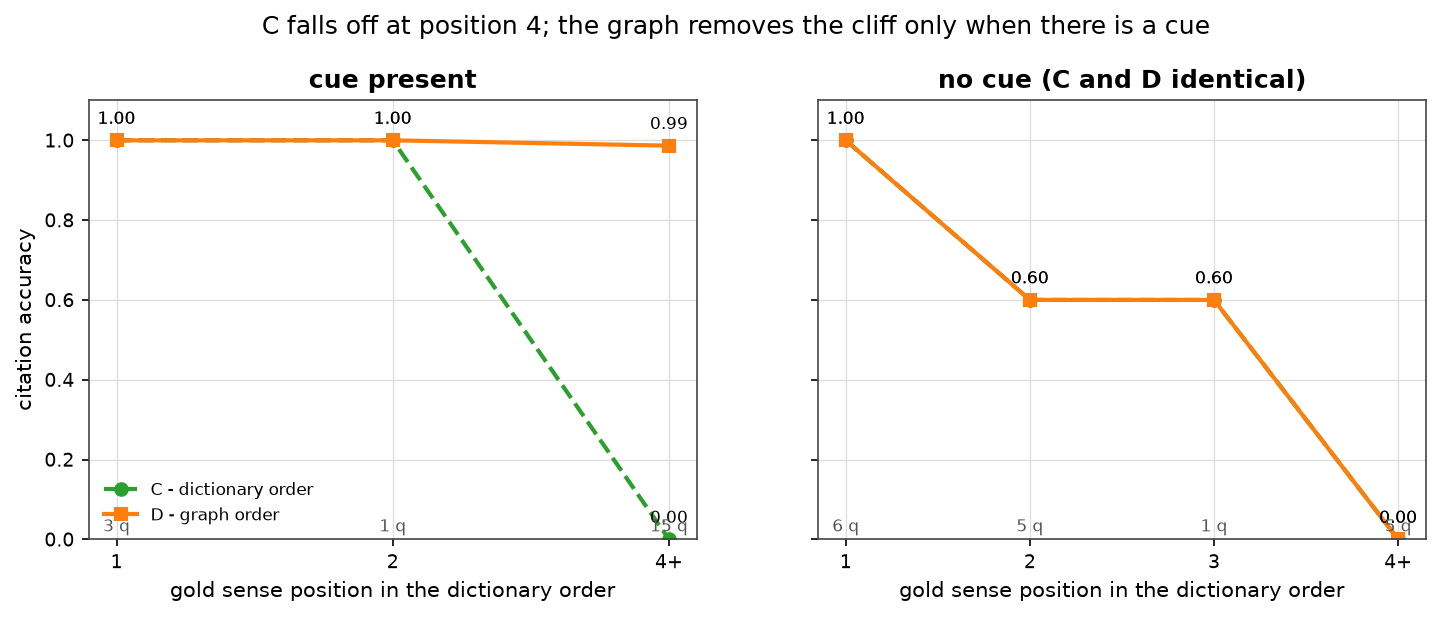 C falls off at position 4; the graph removes the cliff only when there is a cue
cue present
1.00
1.00
0.99
1.0
0.8
0.6
0.4
0.2
0.0
citation accuracy
C - dictionary order
D - graph order
0.00
3 q
1 q
15 q
1
2
4+
gold sense position in the dictionary order
no cue (C and D identical)
1.00
0.60
0.60
0.00
6 q
5 q
1 q
q
1
2
3
4+
gold sense position in the dictionary order